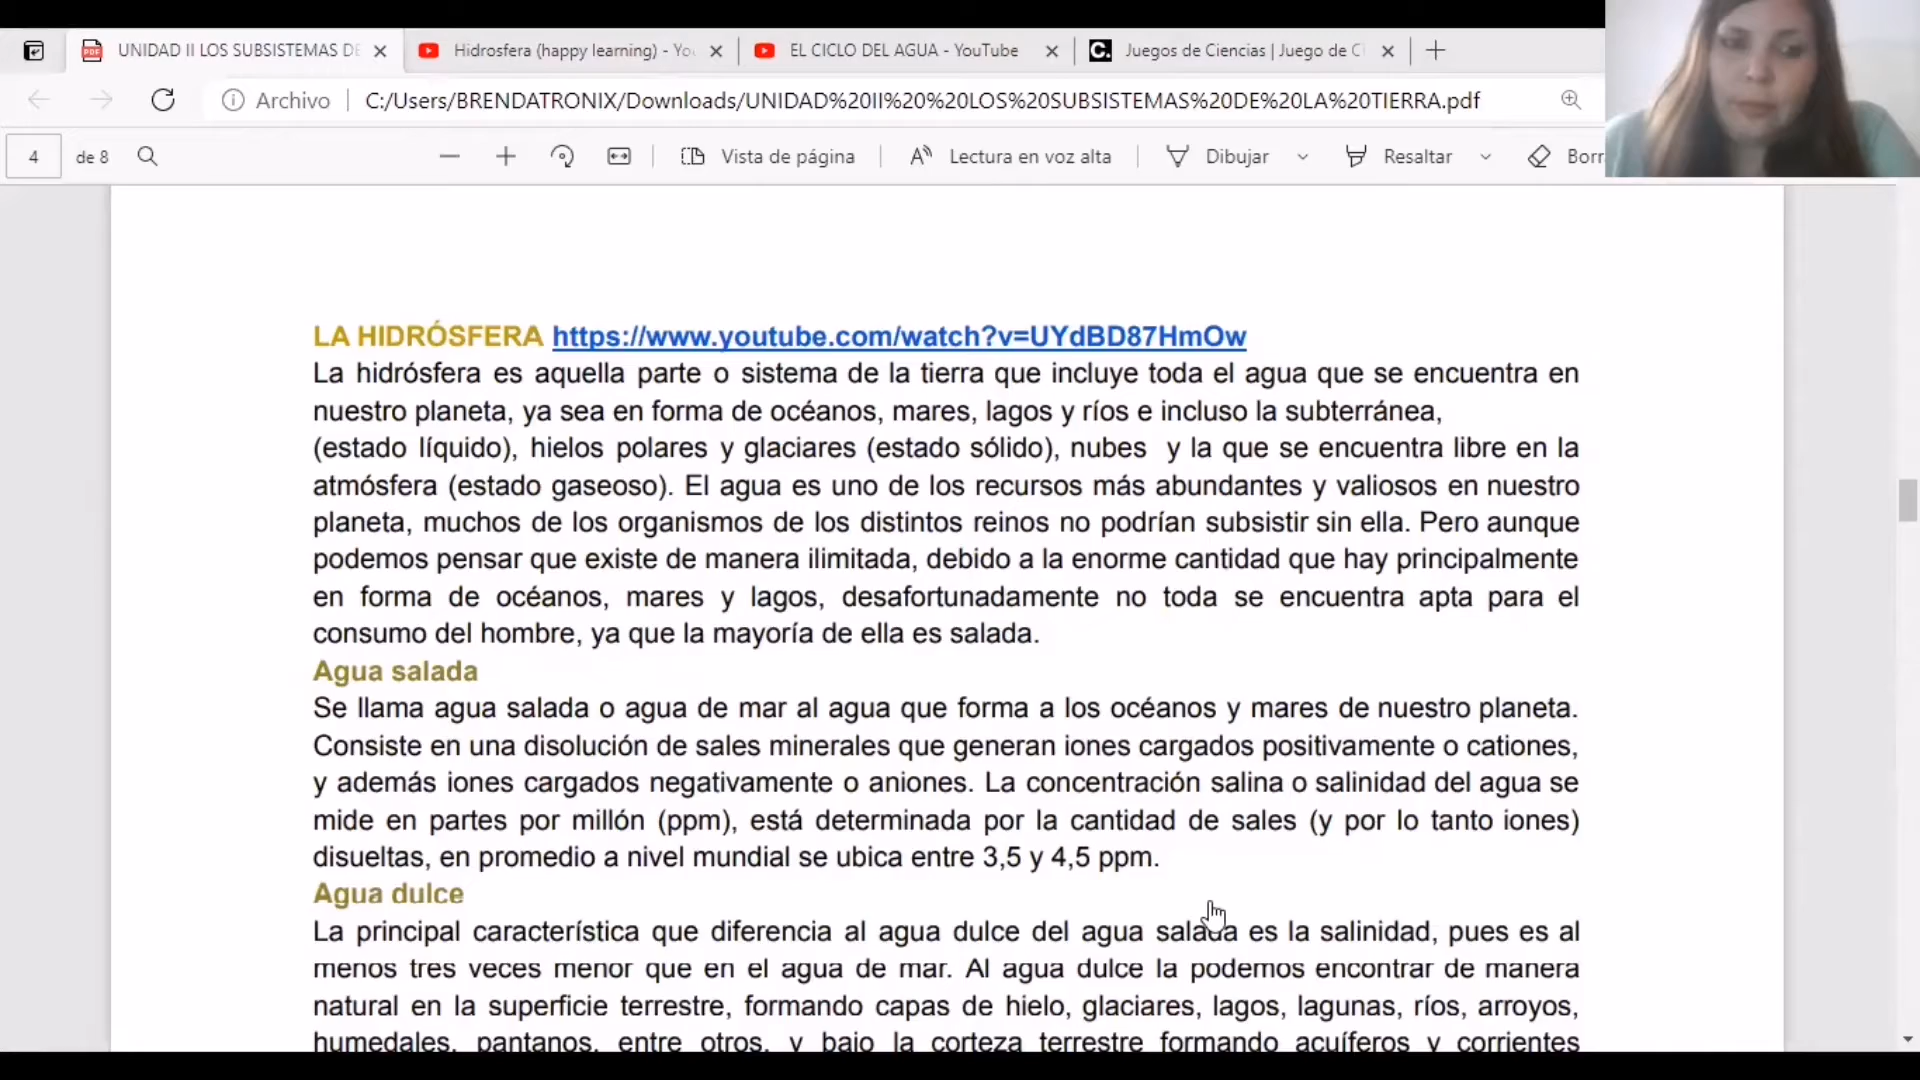 UNIDAD II LOS SUBSISTEMAS DE
Hidrosfera (happy learning) - You
EL CICLO DEL AGUA - YouTube
Juegos de Ciencias | Juego de C
Archivo
C:/Users/BRENDATRONIX/Downloads/UNIDAD%20II%20%20LOS%20SUBSISTEMAS%20DE%20LA%20TIERRA.pdf
4 de 8
Vista de página
Lectura en voz alta
Dibujar
Resaltar
Borr
LA HIDRÓSFERA https://www.youtube.com/watch?v=UYdBD87HmOw
La hidrósfera es aquella parte o sistema de la tierra que incluye toda el agua que se encuentra en
nuestro planeta, ya sea en forma de océanos, mares, lagos y ríos e incluso la subterránea,
(estado líquido), hielos polares y glaciares (estado sólido), nubes y la que se encuentra libre en la
atmósfera (estado gaseoso). El agua es uno de los recursos más abundantes y valiosos en nuestro
planeta, muchos de los organismos de los distintos reinos no podrían subsistir sin ella. Pero aunque
podemos pensar que existe de manera ilimitada, debido a la enorme cantidad que hay principalmente
en forma de océanos, mares y lagos, desafortunadamente no toda se encuentra apta para el
consumo del hombre, ya que la mayoría de ella es salada.
Agua salada
Se llama agua salada o agua de mar al agua que forma a los océanos y mares de nuestro planeta.
Consiste en una disolución de sales minerales que generan iones cargados positivamente o cationes,
y además iones cargados negativamente o aniones. La concentración salina o salinidad del agua se
mide en partes por millón (ppm), está determinada por la cantidad de sales (y por lo tanto iones)
disueltas, en promedio a nivel mundial se ubica entre 3,5 y 4,5 ppm.
Agua dulce
La principal característica que diferencia al agua dulce del agua salada es la salinidad, pues es al
menos tres veces menor que en el agua de mar. Al agua dulce la podemos encontrar de manera
natural en la superficie terrestre, formando capas de hielo, glaciares, lagos, lagunas, ríos, arroyos,
humedales, pantanos, entre otros, y bajo la corteza terrestre formando acuíferos y corrientes